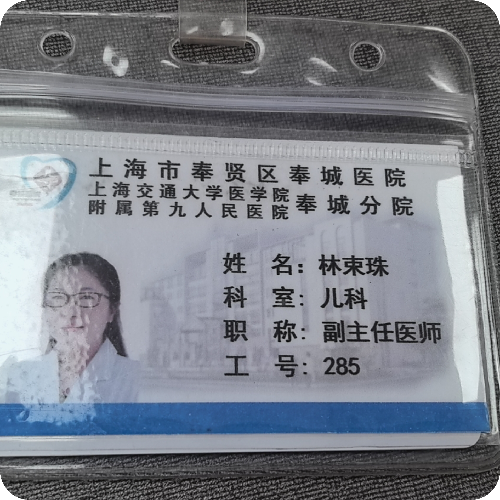 上海市奉贤区奉城医院
上海交通大学医学院
附属第九人民医院 奉城分院
姓 名：林束珠
科 室：儿科
职 称：副主任医师
工 号：285